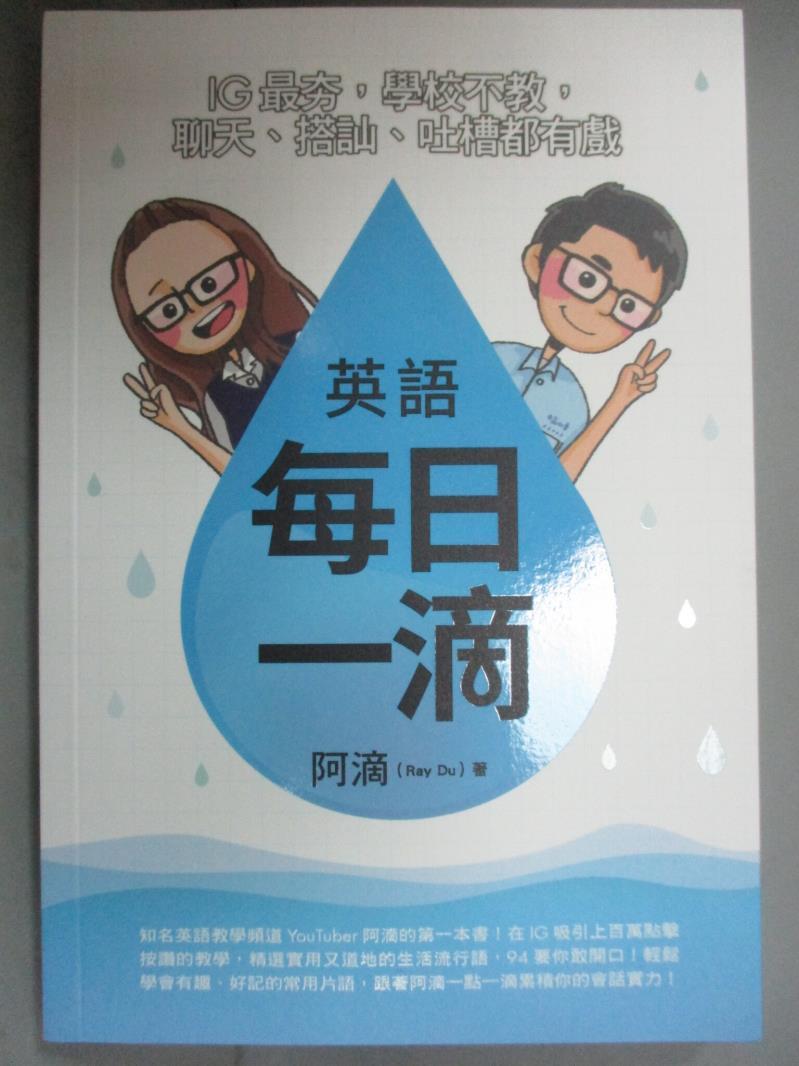 IG 最夯，學校不教，
聊天、搭訕、吐槽都有戲
英語
每日
一滴
阿滴（Ray Du）著
知名英語教學頻道 YouTuber 阿滴的第一本書！在 IG 吸引上百萬點擊
按讚的教學，精選實用又道地的生活流行語，94 要你敢開口！輕鬆
學會有趣、好記的常用片語，跟著阿滴一點一滴累積你的會話實力！